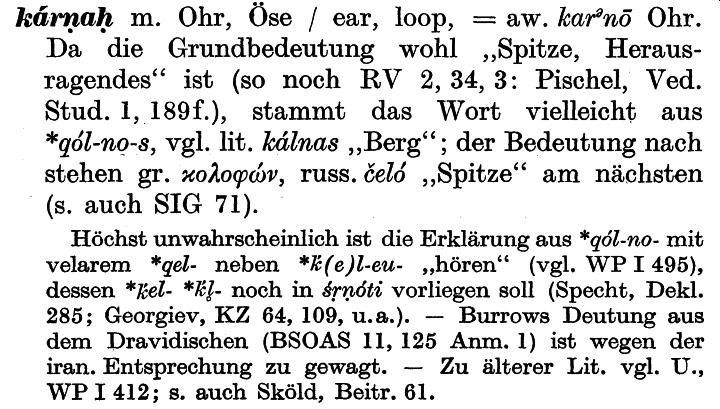 kárṇaḥ m. Ohr, Öse / ear, loop, = aw. karᵊnō Ohr.
Da die Grundbedeutung wohl „Spitze, Heraus-
ragendes“ ist (so noch RV 2, 34, 3: Pischel, Ved.
Stud. 1, 189f.), stammt das Wort vielleicht aus
*qól-no-s, vgl. lit. kálnas „Berg“; der Bedeutung nach
stehen gr. κολοφών, russ. čeló „Spitze“ am nächsten
(s. auch SIG 71).
Höchst unwahrscheinlich ist die Erklärung aus *qól-no- mit
velarem *qel- neben *k̑(e)l-eu- „hören“ (vgl. WP I 495),
dessen *k̑el- *k̑l̥- noch in śṛṇóti vorliegen soll (Specht, Dekl.
285; Georgiev, KZ 64, 109, u.a.). — Burrows Deutung aus
dem Dravidischen (BSOAS 11, 125 Anm. 1) ist wegen der
iran. Entsprechung zu gewagt. — Zu älterer Lit. vgl. U.,
WP I 412; s. auch Sköld, Beitr. 61.